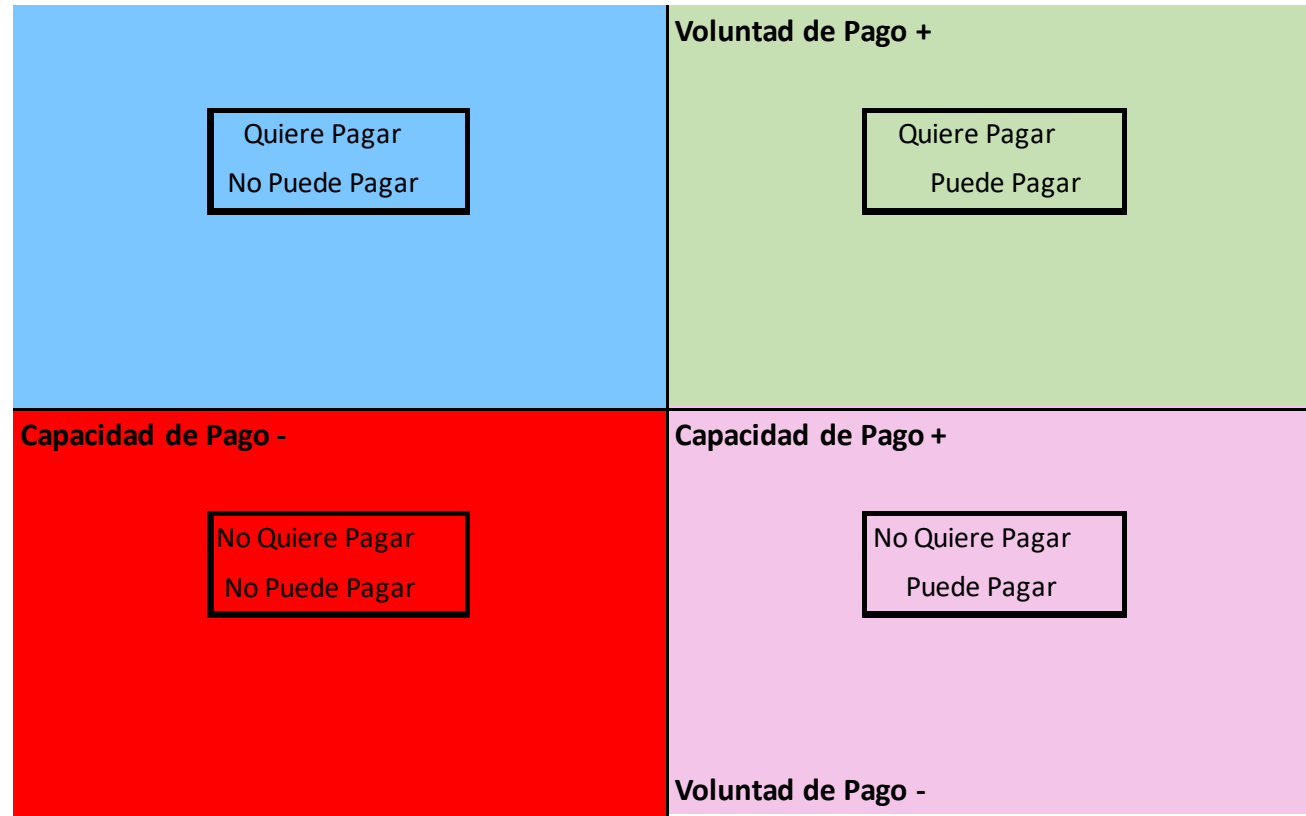 Voluntad de Pago +
Quiere Pagar
No Puede Pagar
Quiere Pagar
Puede Pagar
Capacidad de Pago -
Capacidad de Pago +
No Quiere Pagar
No Puede Pagar
No Quiere Pagar
Puede Pagar
Voluntad de Pago -